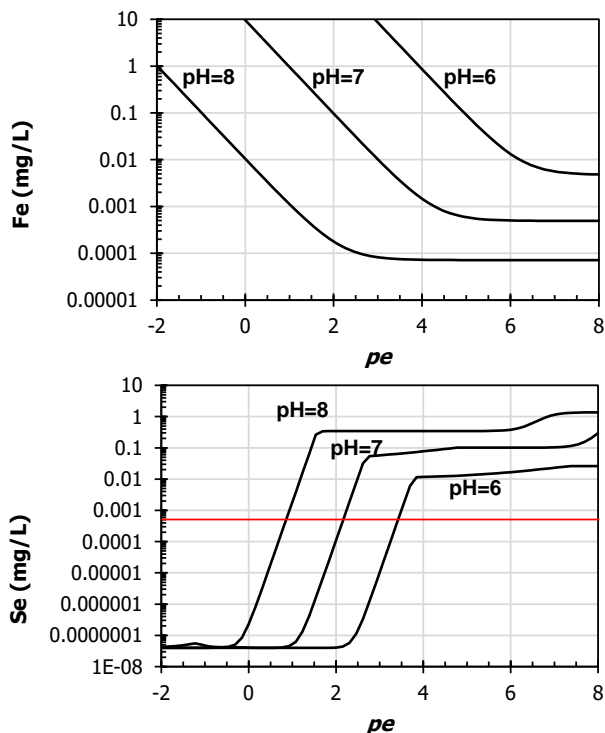 10
1
0.1
0.01
0.001
0.0001
0.00001
Fe (mg/L)
pH=8
pH=7
pH=6
-2 0 2 4 6 8
pe
10
1
0.1
0.01
0.001
0.0001
0.00001
0.000001
0.0000001
1E-08
Se (mg/L)
pH=8
pH=7
pH=6
-2 0 2 4 6 8
pe